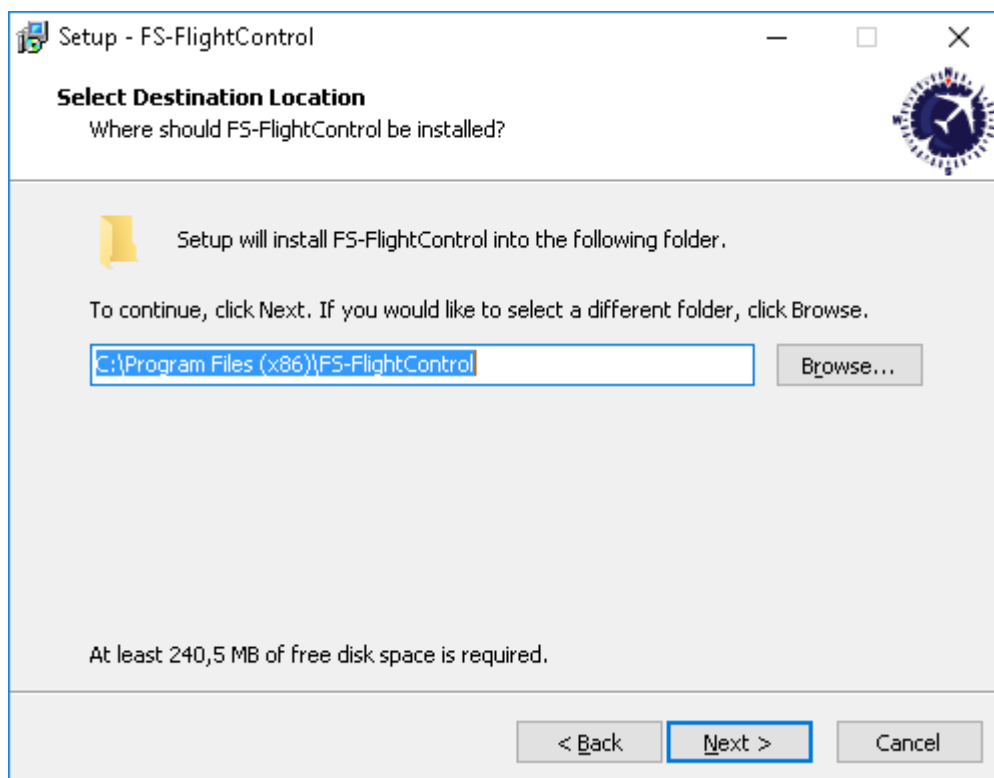 Setup - FS-FlightControl
Select Destination Location
Where should FS-FlightControl be installed?
Setup will install FS-FlightControl into the following folder.
To continue, click Next. If you would like to select a different folder, click Browse.
C:\Program Files (x86)\FS-FlightControl
Browse...
At least 240,5 MB of free disk space is required.
< Back
Next >
Cancel